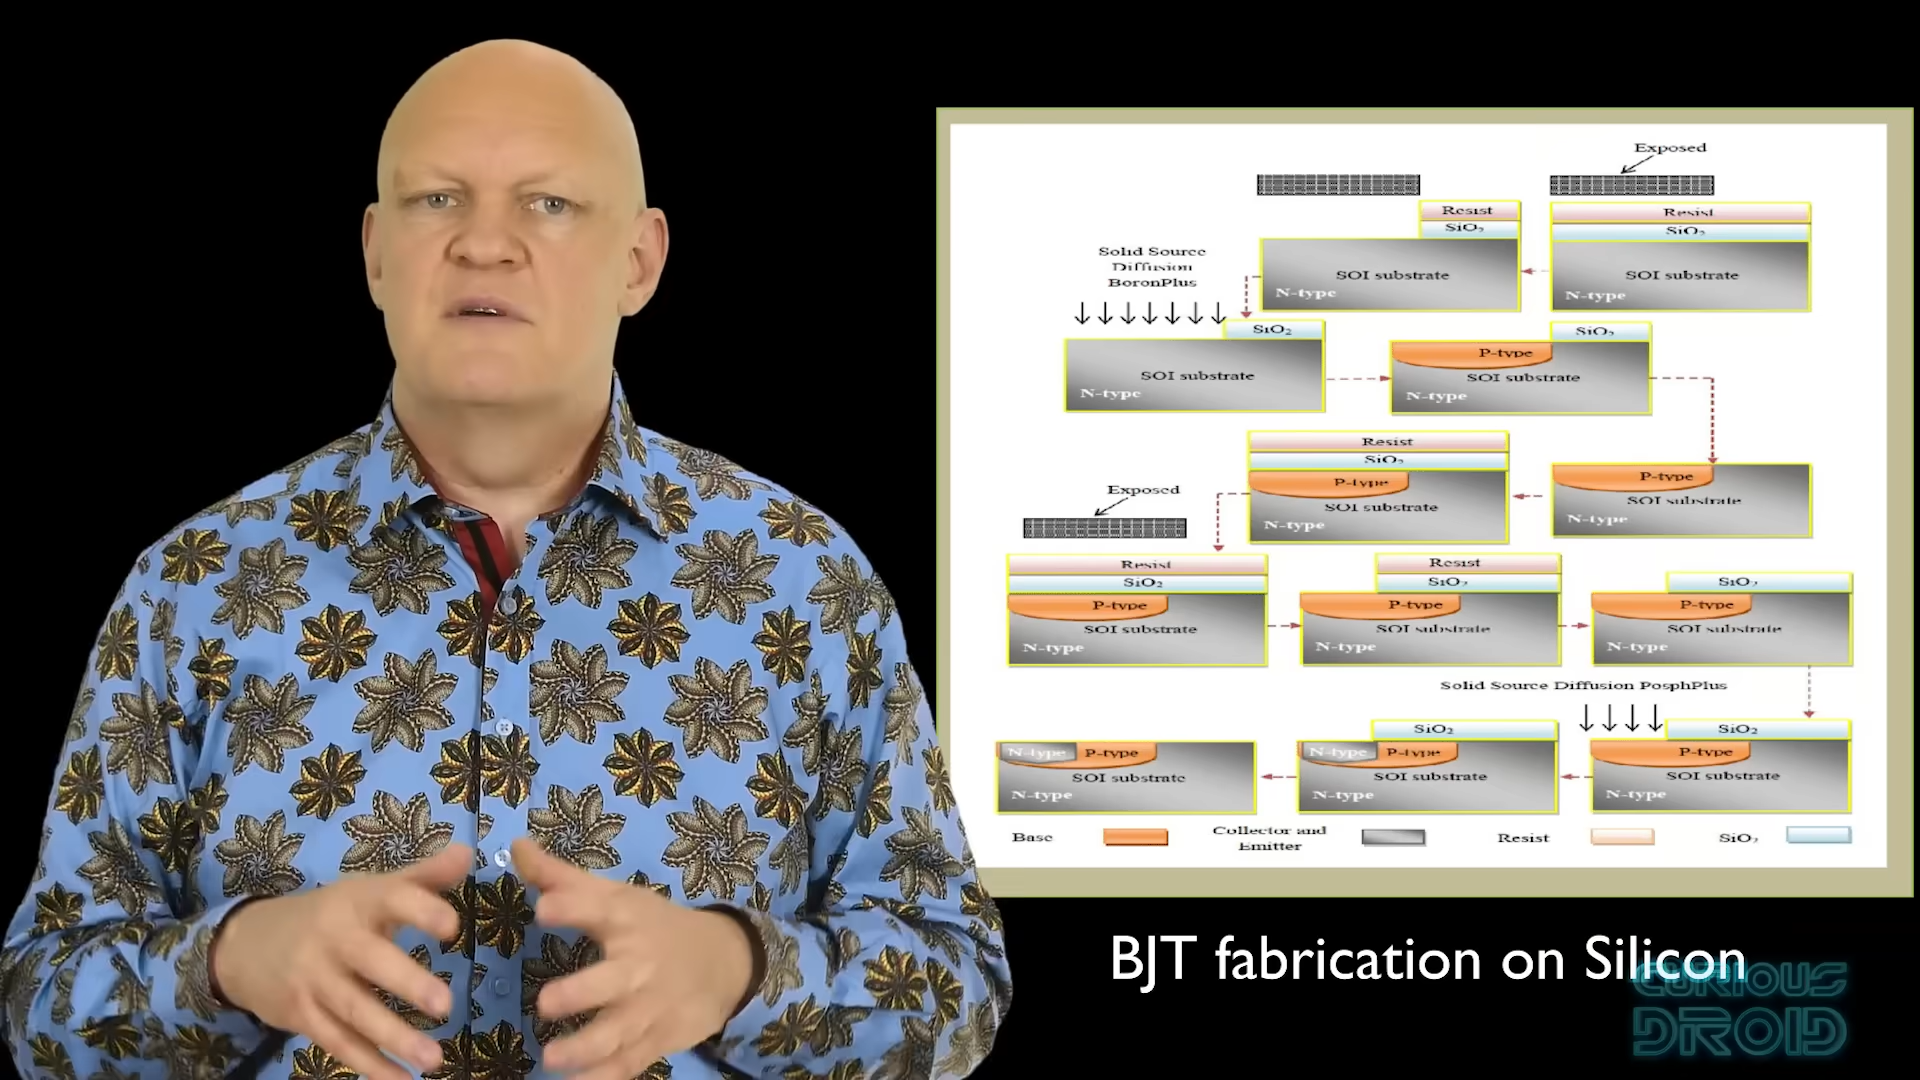 Exposed
Resist
SiO₂
SOI substrate
N-type
Resist
SiO₂
SOI substrate
N-type
Solid Source
Diffusion
BoronPlus
SiO₂
SOI substrate
N-type
SiO₂
P-type
SOI substrate
N-type
Resist
SiO₂
P-type
SOI substrate
N-type
P-type
SOI substrate
N-type
Exposed
Resist
SiO₂
P-type
SOI substrate
N-type
Resist
SiO₂
P-type
SOI substrate
N-type
SiO₂
P-type
SOI substrate
N-type
Solid Source Diffusion PosphPlus
N-type P-type
SOI substrate
N-type
SiO₂
N-type P-type
SOI substrate
N-type
SiO₂
P-type
SOI substrate
N-type
Base
Collector and
Emitter
Resist
SiO₂
BJT fabrication on Silicon
CURIOUS
DROID